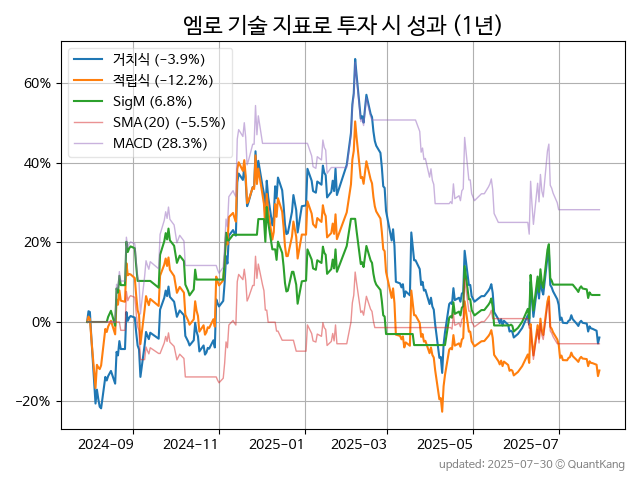 엠로 기술 지표로 투자 시 성과 (1년)
거치식 (−3.9%)
적립식 (−12.2%)
SigM (6.8%)
SMA(20) (−5.5%)
MACD (28.3%)
60%
40%
20%
0%
−20%
2024-09 2024-11 2025-01 2025-03 2025-05 2025-07
updated: 2025-07-30 © QuantKang